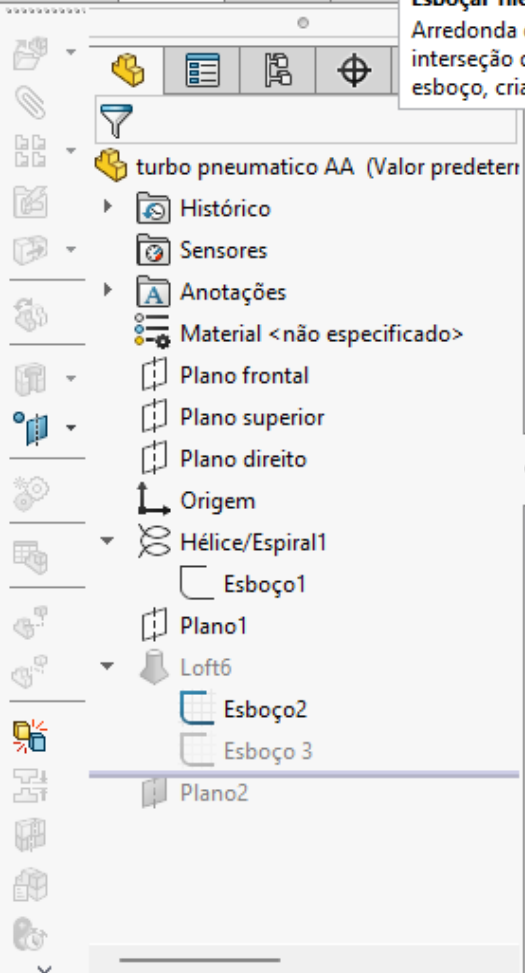 Esboçar
Arredonda
interseção
esboço, cria
turbo pneumatico AA (Valor predeterm
Histórico
Sensores
A Anotações
Material <não especificado>
Plano frontal
Plano superior
Plano direito
Origem
Hélice/Espiral1
Esboço1
Plano1
Loft6
Esboço2
Esboço 3
Plano2